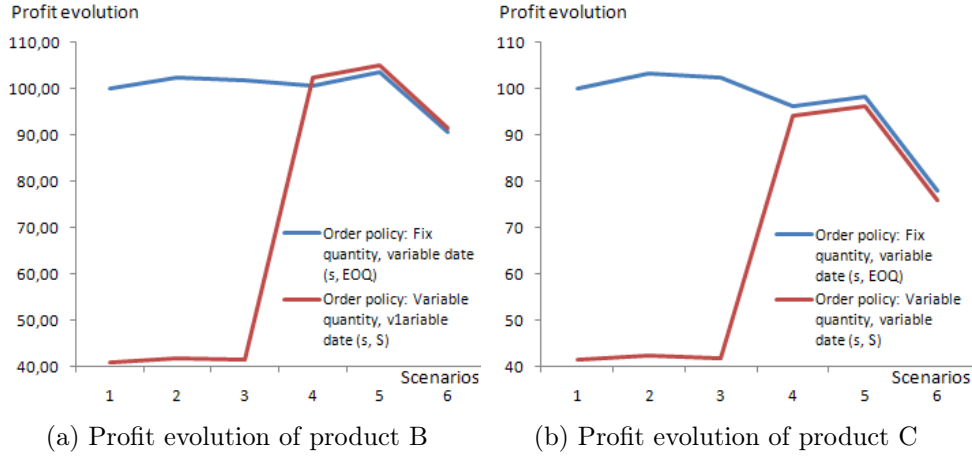 Profit evolution
110,00
100,00
90,00
80,00
70,00
60,00
50,00
40,00
Order policy: Fix
quantity, variable date
(s, EOQ)
Order policy: Variable
quantity, v1ariable
date (s, S)
Scenarios
1 2 3 4 5 6
(a) Profit evolution of product B
Profit evolution
110
100
90
80
70
60
50
40
Order policy: Fix
quantity, variable
date (s, EOQ)
Order policy: Variable
quantity, variable
date (s, S)
Scenarios
1 2 3 4 5 6
(b) Profit evolution of product C